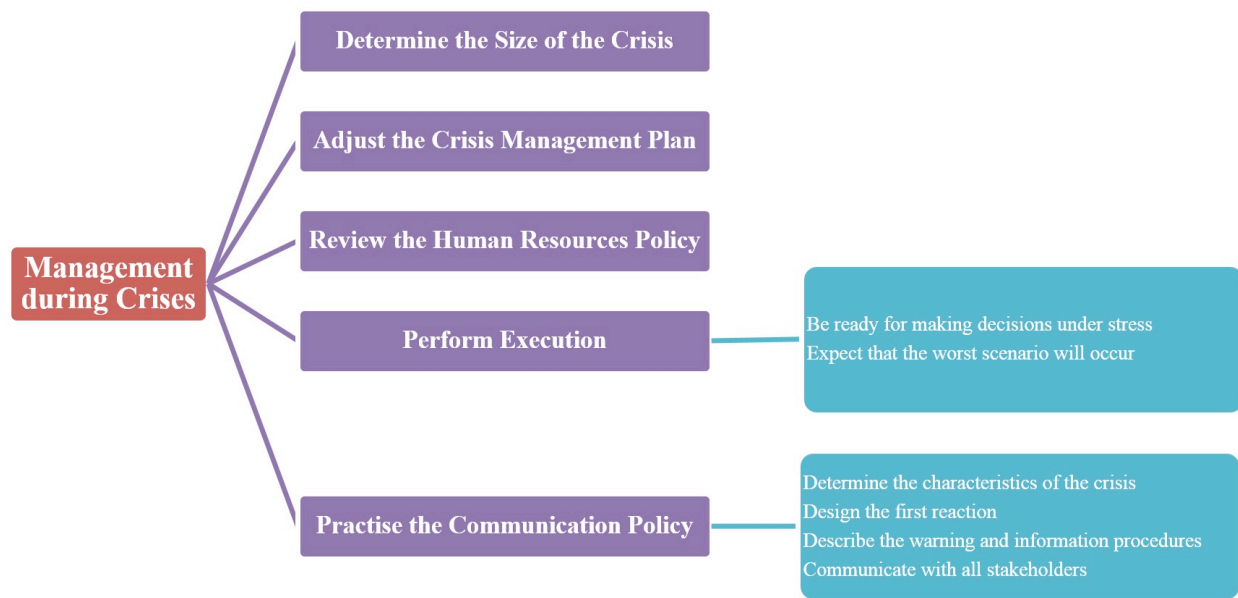 Management
during Crises
Determine the Size of the Crisis
Adjust the Crisis Management Plan
Review the Human Resources Policy
Perform Execution
Be ready for making decisions under stress
Expect that the worst scenario will occur
Practise the Communication Policy
Determine the characteristics of the crisis
Design the first reaction
Describe the warning and information procedures
Communicate with all stakeholders